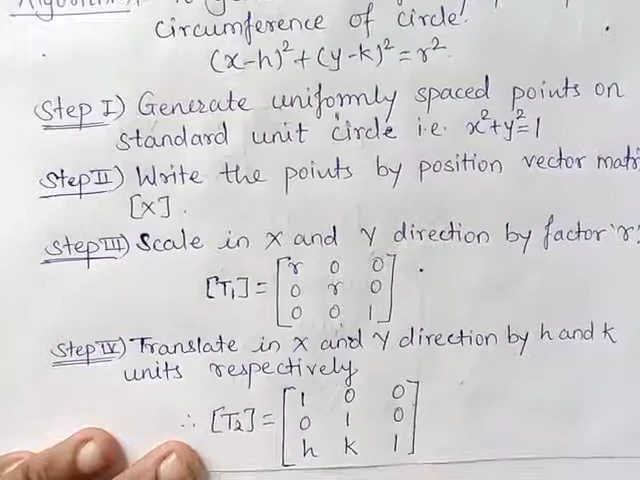 circumference of circle!
(x-h)² + (y-k)² = r².
Step I) Generate uniformly spaced points on
standard unit circle i.e. x²+y²=1
Step II) Write the points by position vector
[X].
Step III) Scale in X and Y direction by factor 'r'
[T₁] = [r 0 0
0 r 0
0 0 1]
Step IV) Translate in X and Y direction by h and k
units respectively
∴ [T₂] = [1 0 0
0 1 0
h k 1]